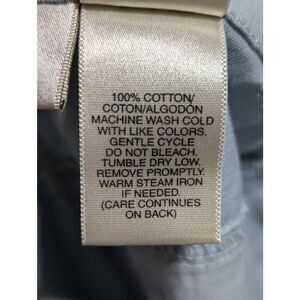 100% COTTON/
COTON/ALGODÓN
MACHINE WASH COLD
WITH LIKE COLORS.
GENTLE CYCLE
DO NOT BLEACH.
TUMBLE DRY LOW.
REMOVE PROMPTLY.
WARM STEAM IRON
IF NEEDED.
(CARE CONTINUES
ON BACK)